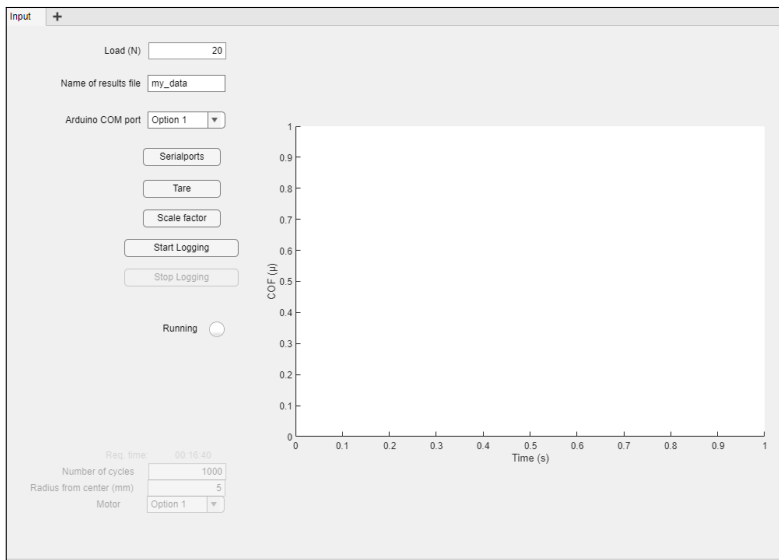 Input +
Load (N) 20
Name of results file my_data
Arduino COM port Option 1
Serialports
Tare
Scale factor
Start Logging
Stop Logging
Running
Req. time 00:16:40
Number of cycles 1000
Radius from center (mm) 5
Motor Option 1
COF (μ)
1
0.9
0.8
0.7
0.6
0.5
0.4
0.3
0.2
0.1
0
0 0.1 0.2 0.3 0.4 0.5 0.6 0.7 0.8 0.9 1
Time (s)